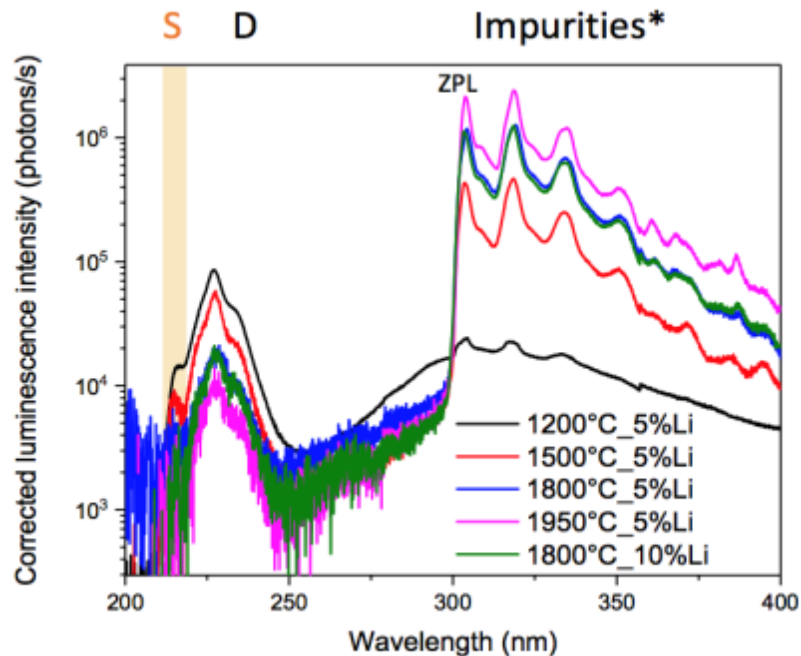 S D Impurities*
ZPL
Corrected luminescence intensity (photons/s)
10⁶
10⁵
10⁴
10³
1200°C_5%Li
1500°C_5%Li
1800°C_5%Li
1950°C_5%Li
1800°C_10%Li
200 250 300 350 400
Wavelength (nm)